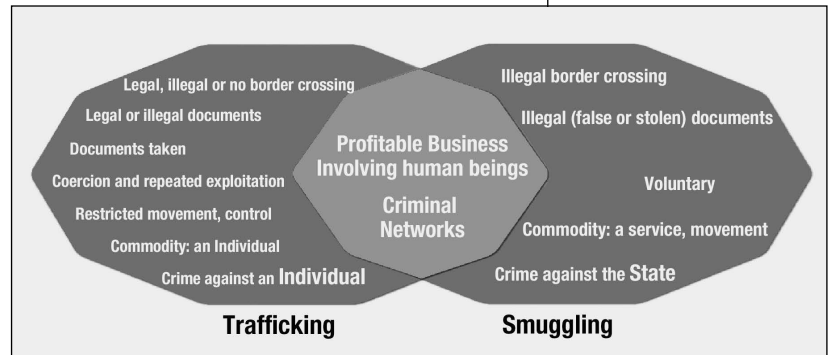 Legal, illegal or no border crossing
Legal or illegal documents
Documents taken
Coercion and repeated exploitation
Restricted movement, control
Commodity: an Individual
Crime against an Individual
Profitable Business
Involving human beings
Criminal
Networks
Illegal border crossing
Illegal (false or stolen) documents
Voluntary
Commodity: a service, movement
Crime against the State
Trafficking
Smuggling